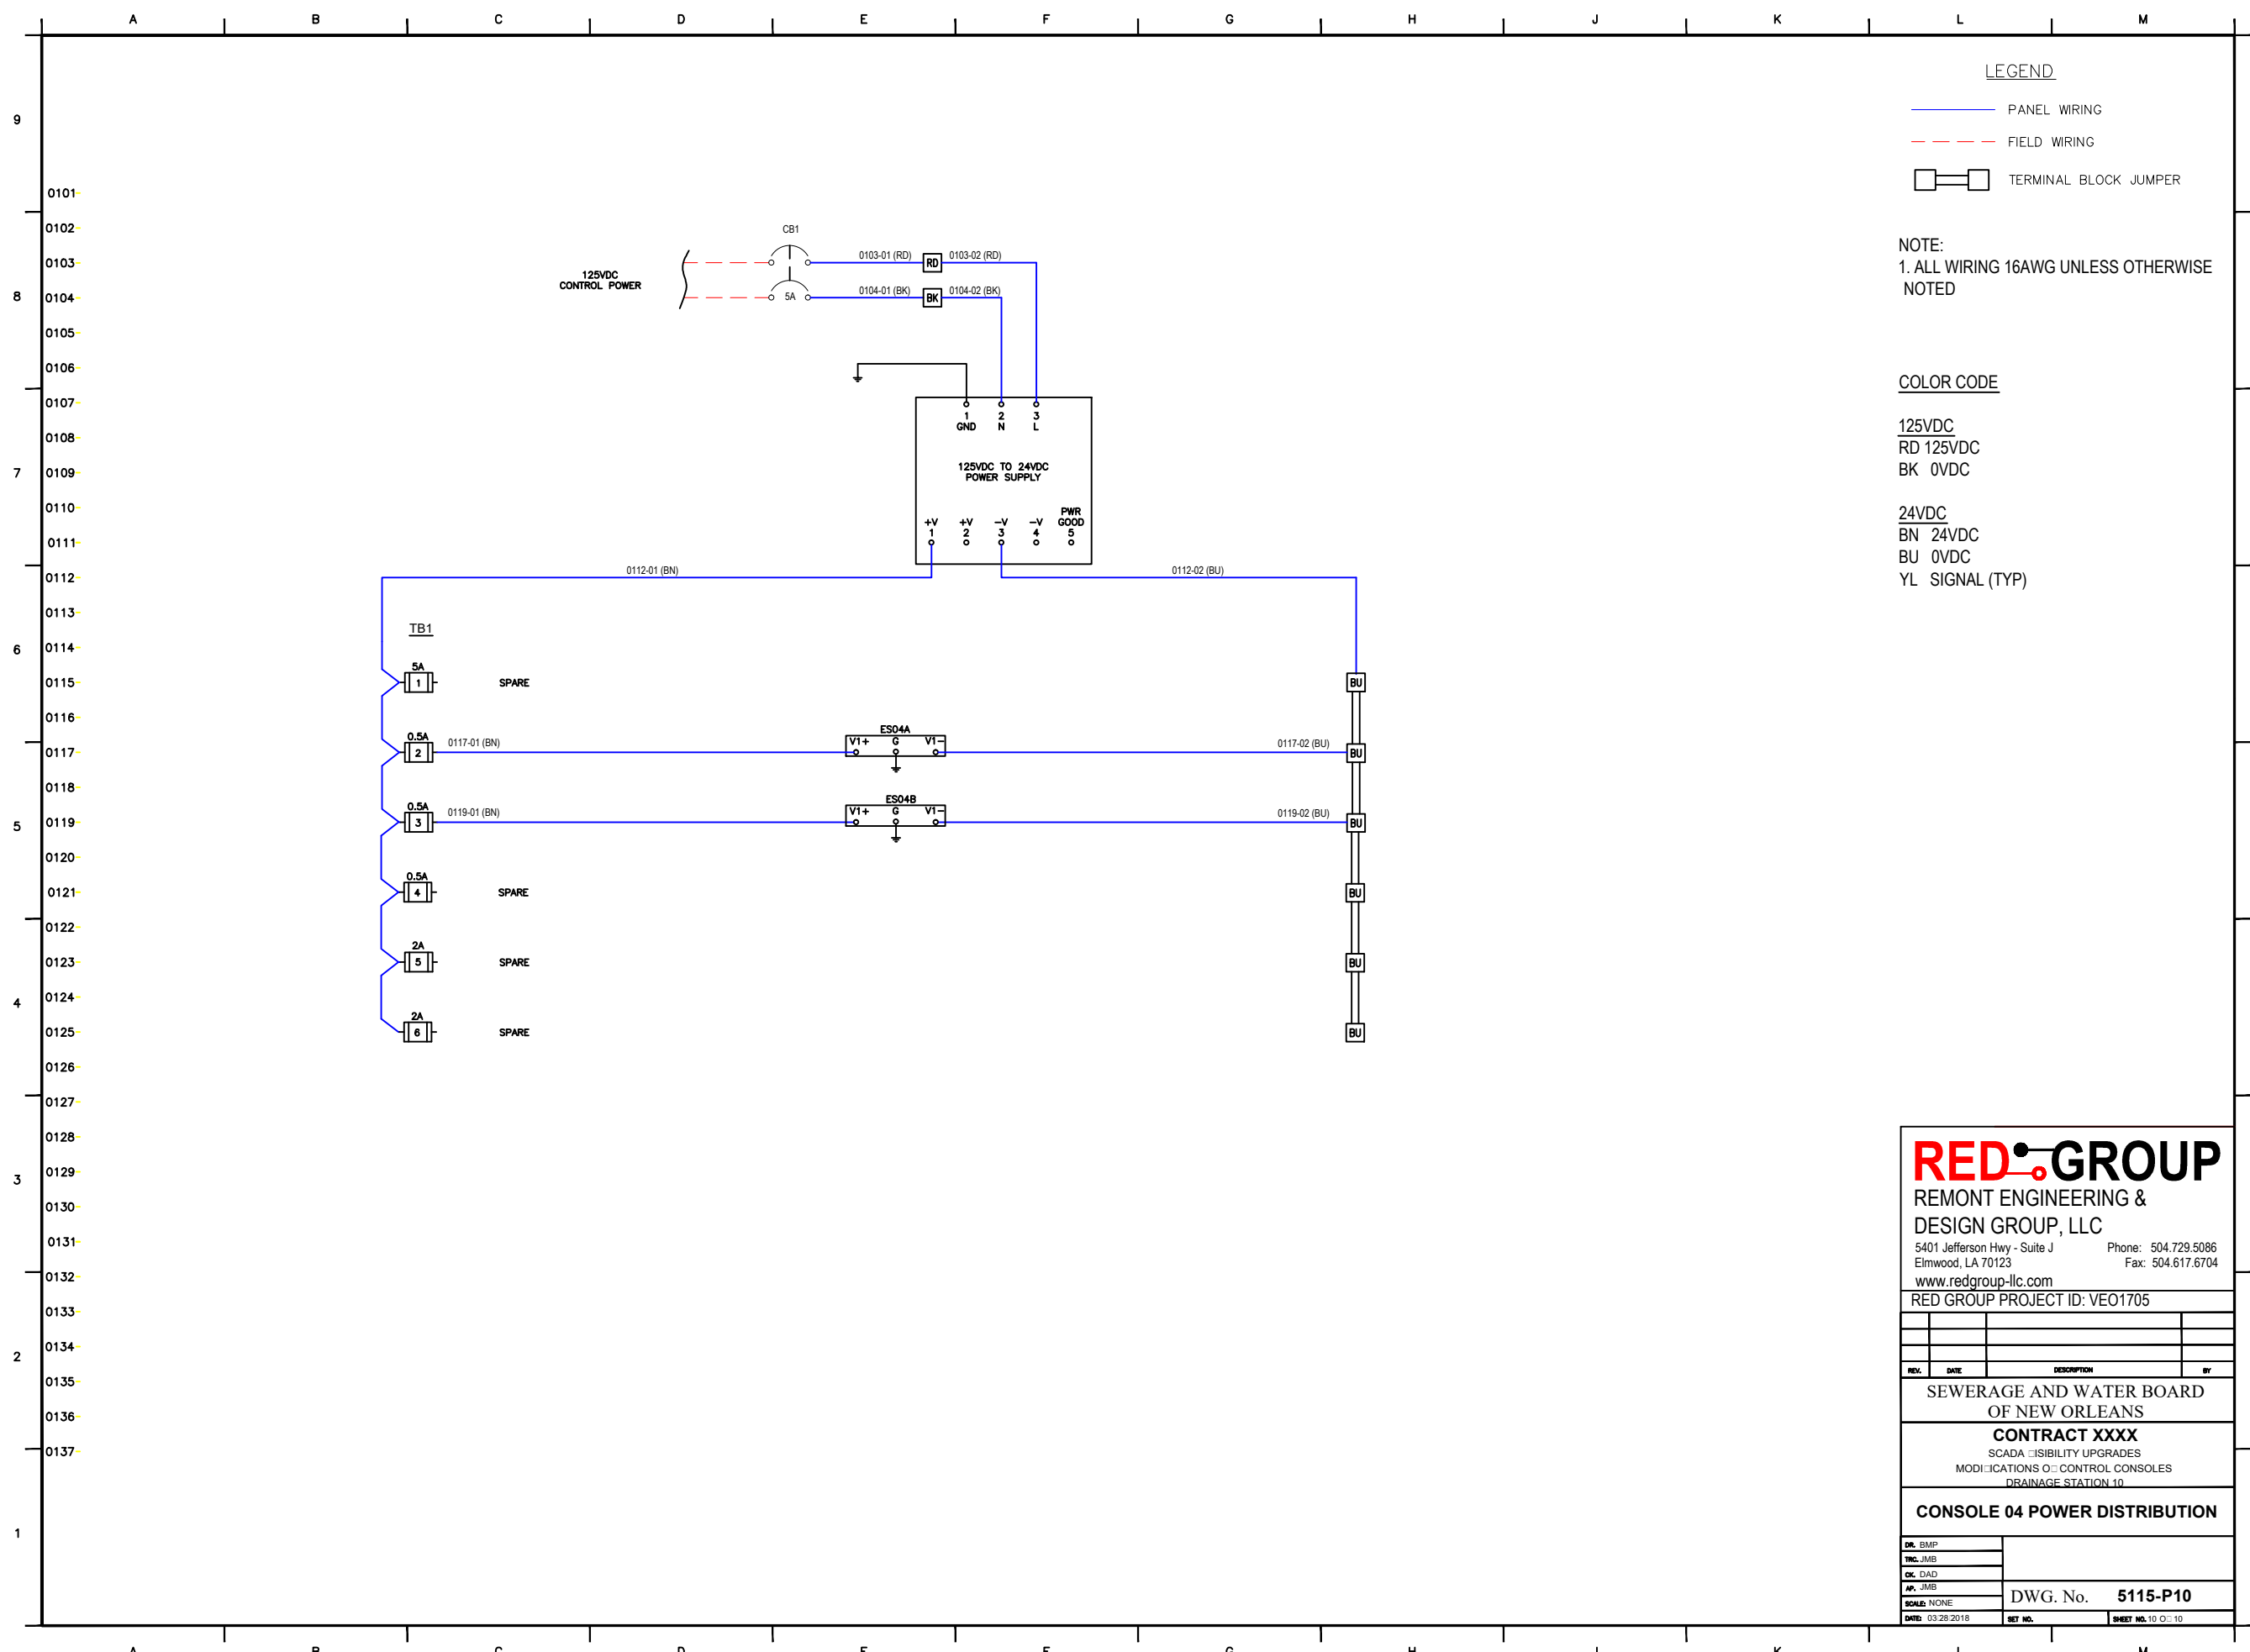 A B C D E F G H J K L M
LEGEND
PANEL WIRING
FIELD WIRING
TERMINAL BLOCK JUMPER
NOTE:
1. ALL WIRING 16AWG UNLESS OTHERWISE
NOTED
COLOR CODE
125VDC
RD 125VDC
BK 0VDC
24VDC
BN 24VDC
BU 0VDC
YL SIGNAL (TYP)
9
8
7
6
5
4
3
2
1
0101
0102
0103
0104
0105
0106
0107
0108
0109
0110
0111
0112
0113
0114
0115
0116
0117
0118
0119
0120
0121
0122
0123
0124
0125
0126
0127
0128
0129
0130
0131
0132
0133
0134
0135
0136
0137
CB1
125VDC
CONTROL POWER
5A
0103-01 (RD) RD 0103-02 (RD)
0104-01 (BK) BK 0104-02 (BK)
1 2 3
GND N L
125VDC TO 24VDC
POWER SUPPLY
PWR
+V +V -V -V GOOD
1 2 3 4 5
0112-01 (BN) 0112-02 (BU)
TB1
5A
1 SPARE BU
0.5A ES04A
2 0117-01 (BN) V1+ G V1- 0117-02 (BU) BU
0.5A ES04B
3 0119-01 (BN) V1+ G V1- 0119-02 (BU) BU
0.5A
4 SPARE BU
2A
5 SPARE BU
2A
6 SPARE BU
RED GROUP
REMONT ENGINEERING &
DESIGN GROUP, LLC
5401 Jefferson Hwy - Suite J Phone: 504.729.5086
Elmwood, LA 70123 Fax: 504.617.6704
www.redgroup-llc.com
RED GROUP PROJECT ID: VEO1705
REV. DATE DESCRIPTION BY
SEWERAGE AND WATER BOARD
OF NEW ORLEANS
CONTRACT XXXX
SCADA □ISIBILITY UPGRADES
MODI□ICATIONS O□ CONTROL CONSOLES
DRAINAGE STATION 10
CONSOLE 04 POWER DISTRIBUTION
DR. BMP
TRC. JMB
CK. DAD
AP. JMB
SCALE: NONE
DWG. No. 5115-P10
DATE: 03.28.2018 SET NO. SHEET NO. 10 O□ 10